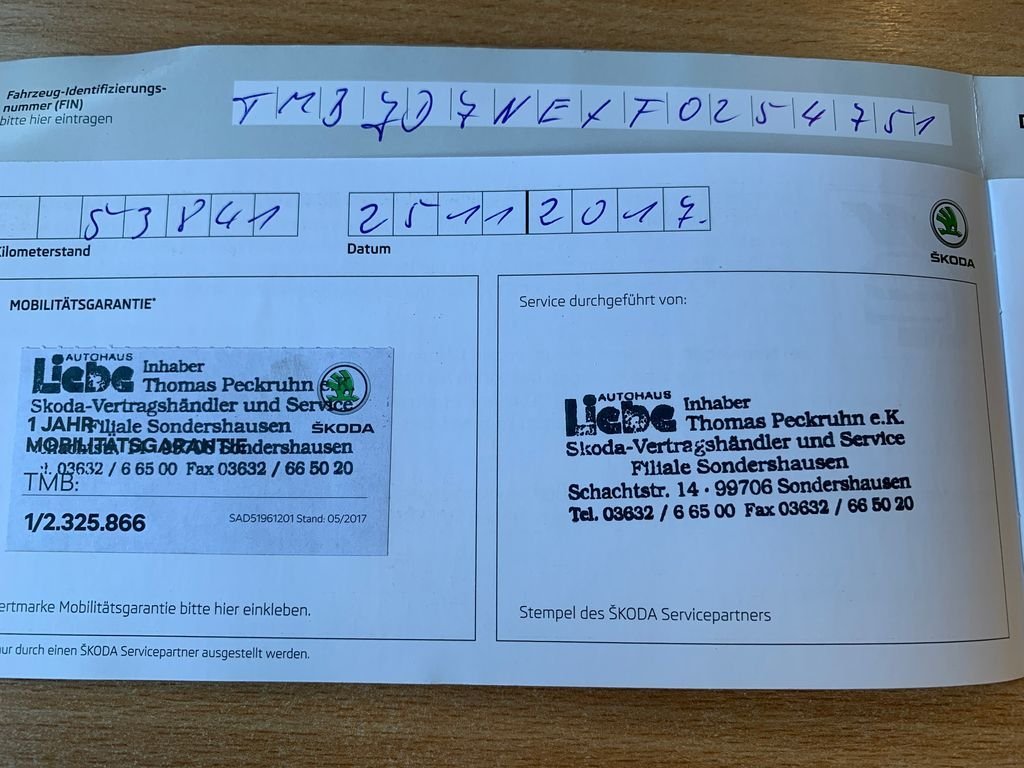 Fahrzeug-Identifizierungs-
nummer (FIN)
bitte hier eintragen
TMBJD7NEXF0254751
53841
25112017.
Kilometerstand
Datum
ŠKODA
MOBILITÄTSGARANTIE*
AUTOHAUS
Liebe Inhaber
Thomas Peckruhn e.K.
Skoda-Vertragshändler und Service
1 JAHR Filiale Sondershausen
ŠKODA
MOBILITÄTSGARANTIE Sondershausen
03632 / 6 65 00 Fax 03632 / 66 50 20
TMB:
1/2.325.866
SAD51961201 Stand: 05/2017
Wertmarke Mobilitätsgarantie bitte hier einkleben.
nur durch einen ŠKODA Servicepartner ausgestellt werden.
Service durchgeführt von:
AUTOHAUS
Liebe Inhaber
Thomas Peckruhn e.K.
Skoda-Vertragshändler und Service
Filiale Sondershausen
Schachtstr. 14 · 99706 Sondershausen
Tel. 03632 / 6 65 00 Fax 03632 / 66 50 20
Stempel des ŠKODA Servicepartners